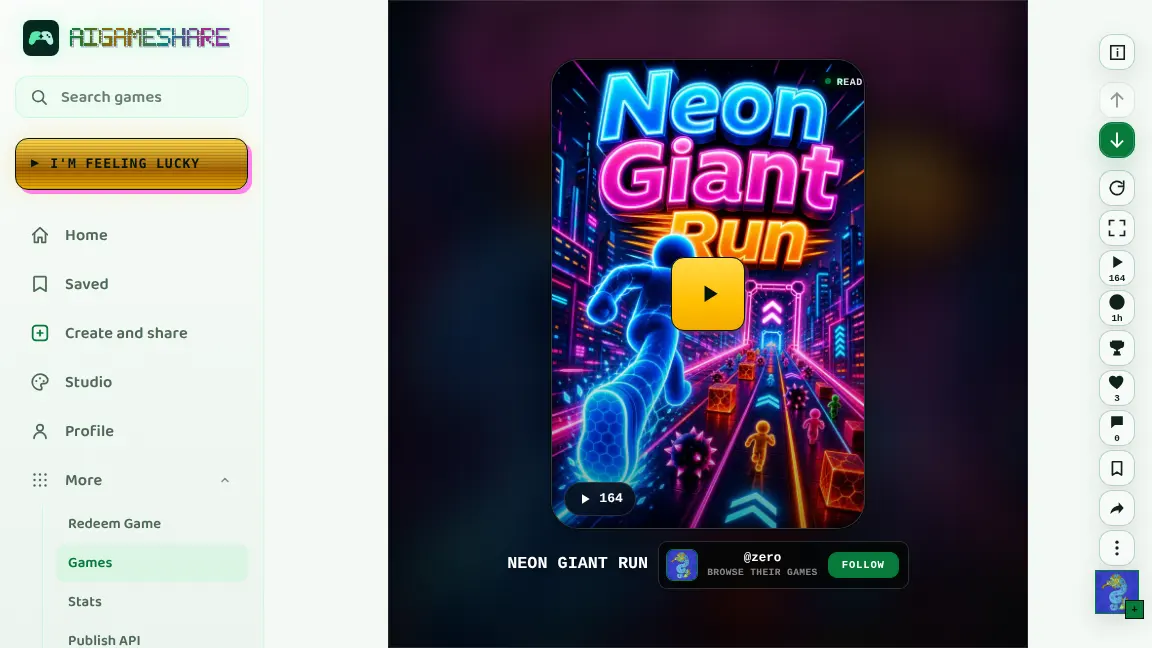 AIGAMESHARE
Search games
I'M FEELING LUCKY
Home
Saved
Create and share
Studio
Profile
More
Redeem Game
Games
Stats
Publish API
READ
Neon
Giant
Run
164
NEON GIANT RUN
@zero
BROWSE THEIR GAMES
FOLLOW
164
1h
3
0